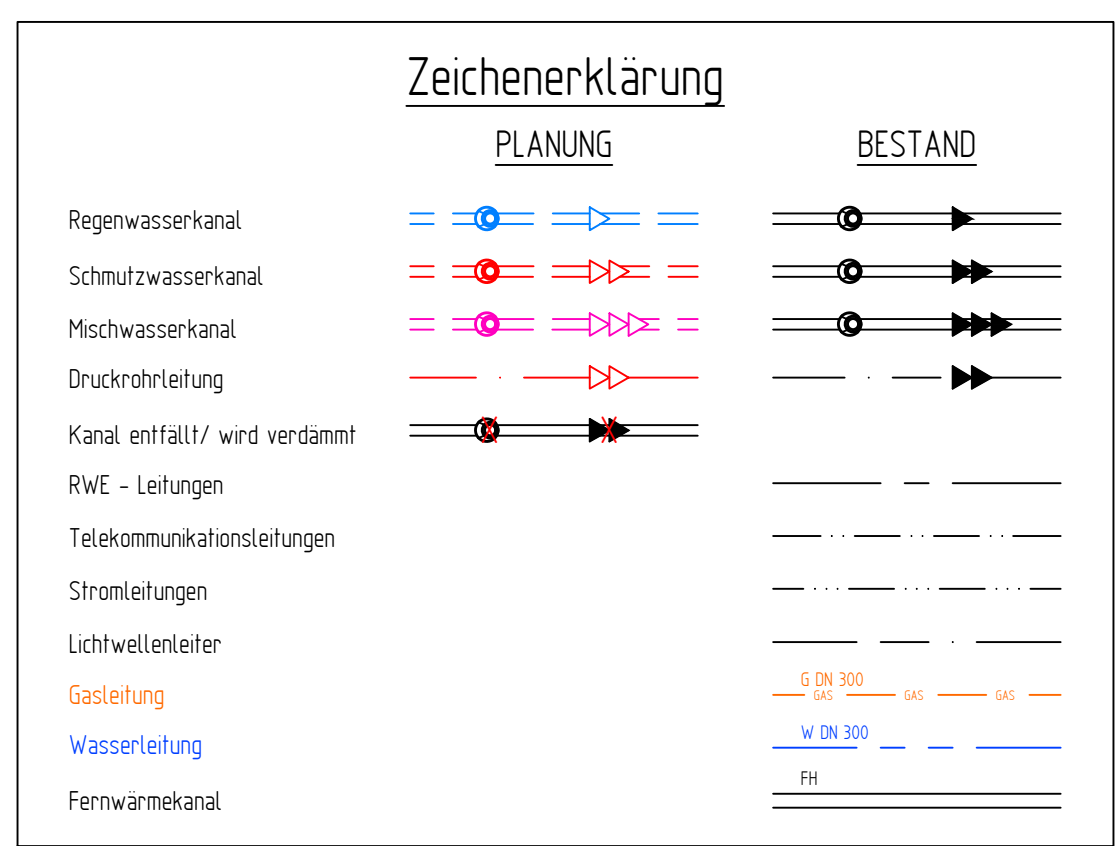 Zeichenerklärung
PLANUNG BESTAND
Regenwasserkanal
Schmutzwasserkanal
Mischwasserkanal
Druckrohrleitung
Kanal entfällt/ wird verdämmt
RWE - Leitungen
Telekommunikationsleitungen
Stromleitungen
Lichtwellenleiter
G DN 300
Gasleitung GAS GAS GAS
W DN 300
Wasserleitung
FH
Fernwärmekanal